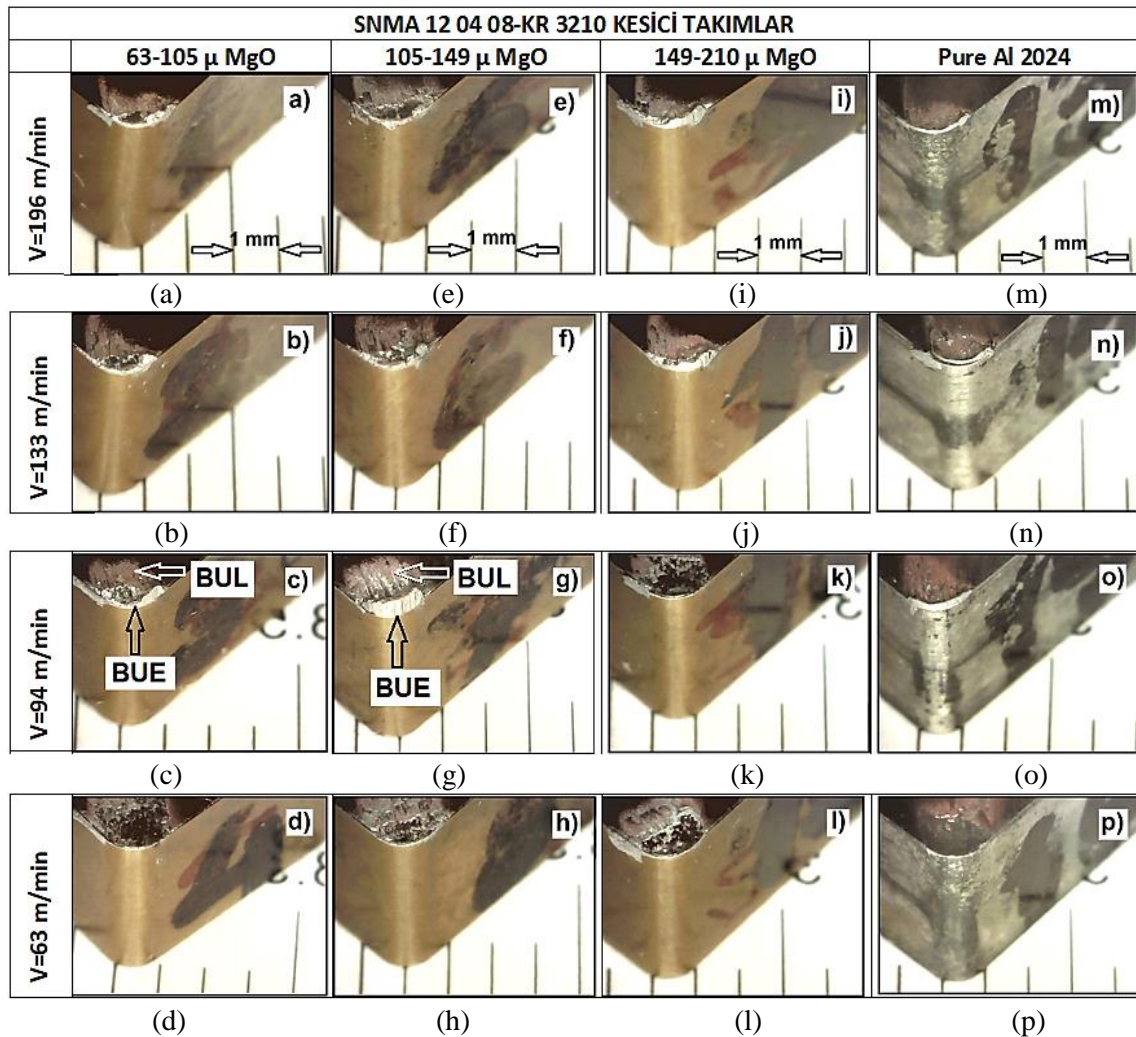 SNMA 12 04 08-KR 3210 KESİCİ TAKIMLAR
63-105 µ MgO 105-149 µ MgO 149-210 µ MgO Pure Al 2024
V=196 m/min
a) e) i) m)
1 mm 1 mm 1 mm 1 mm
(a) (e) (i) (m)
V=133 m/min
b) f) j) n)
(b) (f) (j) (n)
V=94 m/min
c) g) k) o)
BUL BUL
BUE BUE
(c) (g) (k) (o)
V=63 m/min
d) h) l) p)
(d) (h) (l) (p)